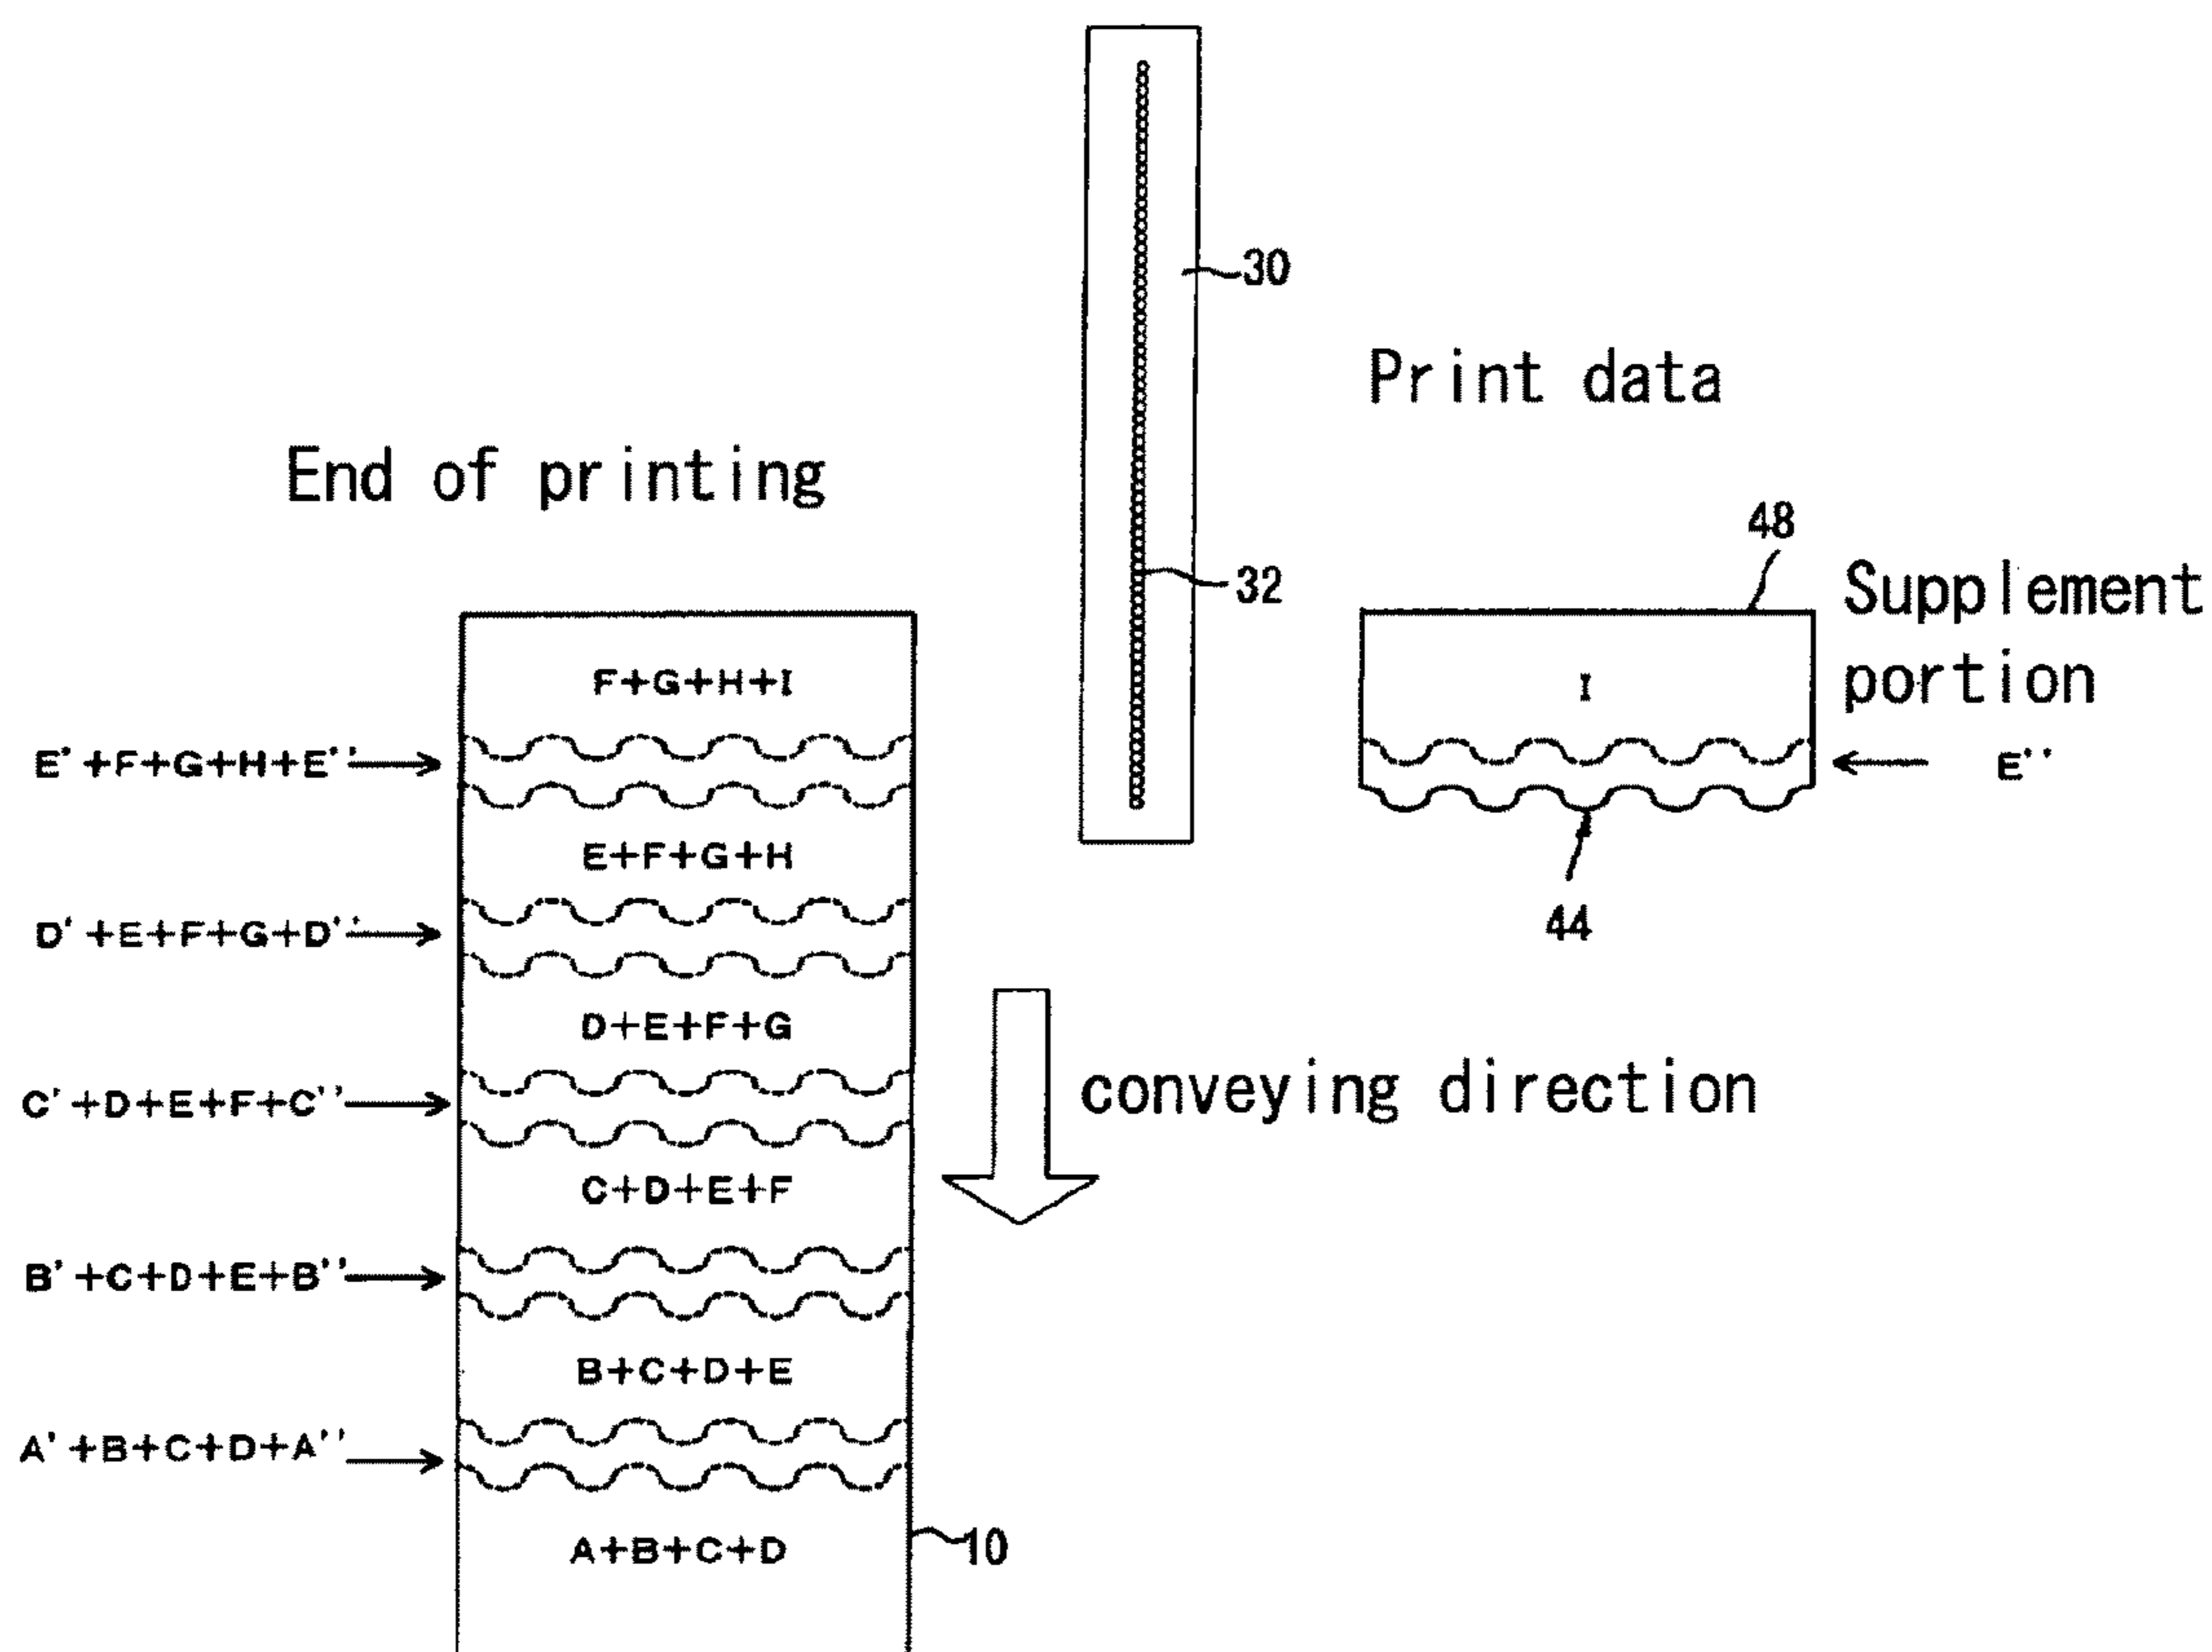 30
Print data
End of printing
48
32
Supplement
portion
F+G+H+I
I
E'+F+G+H+E''
E''
E+F+G+H
44
D'+E+F+G+D''
D+E+F+G
conveying direction
C'+D+E+F+C''
C+D+E+F
B'+C+D+E+B''
B+C+D+E
A'+B+C+D+A''
10
A+B+C+D